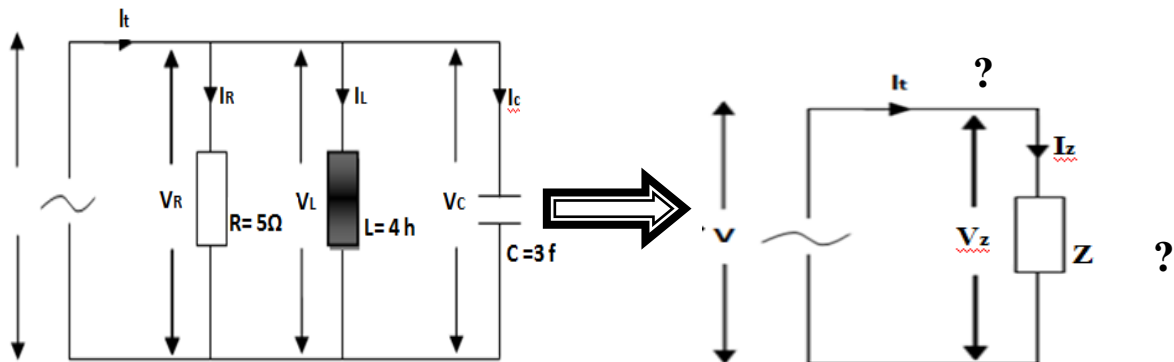 It
IR
IL
Ic
VR
R= 5Ω
VL
L= 4 h
VC
C =3 f
?
It
Iz
V
Vz
Z
?